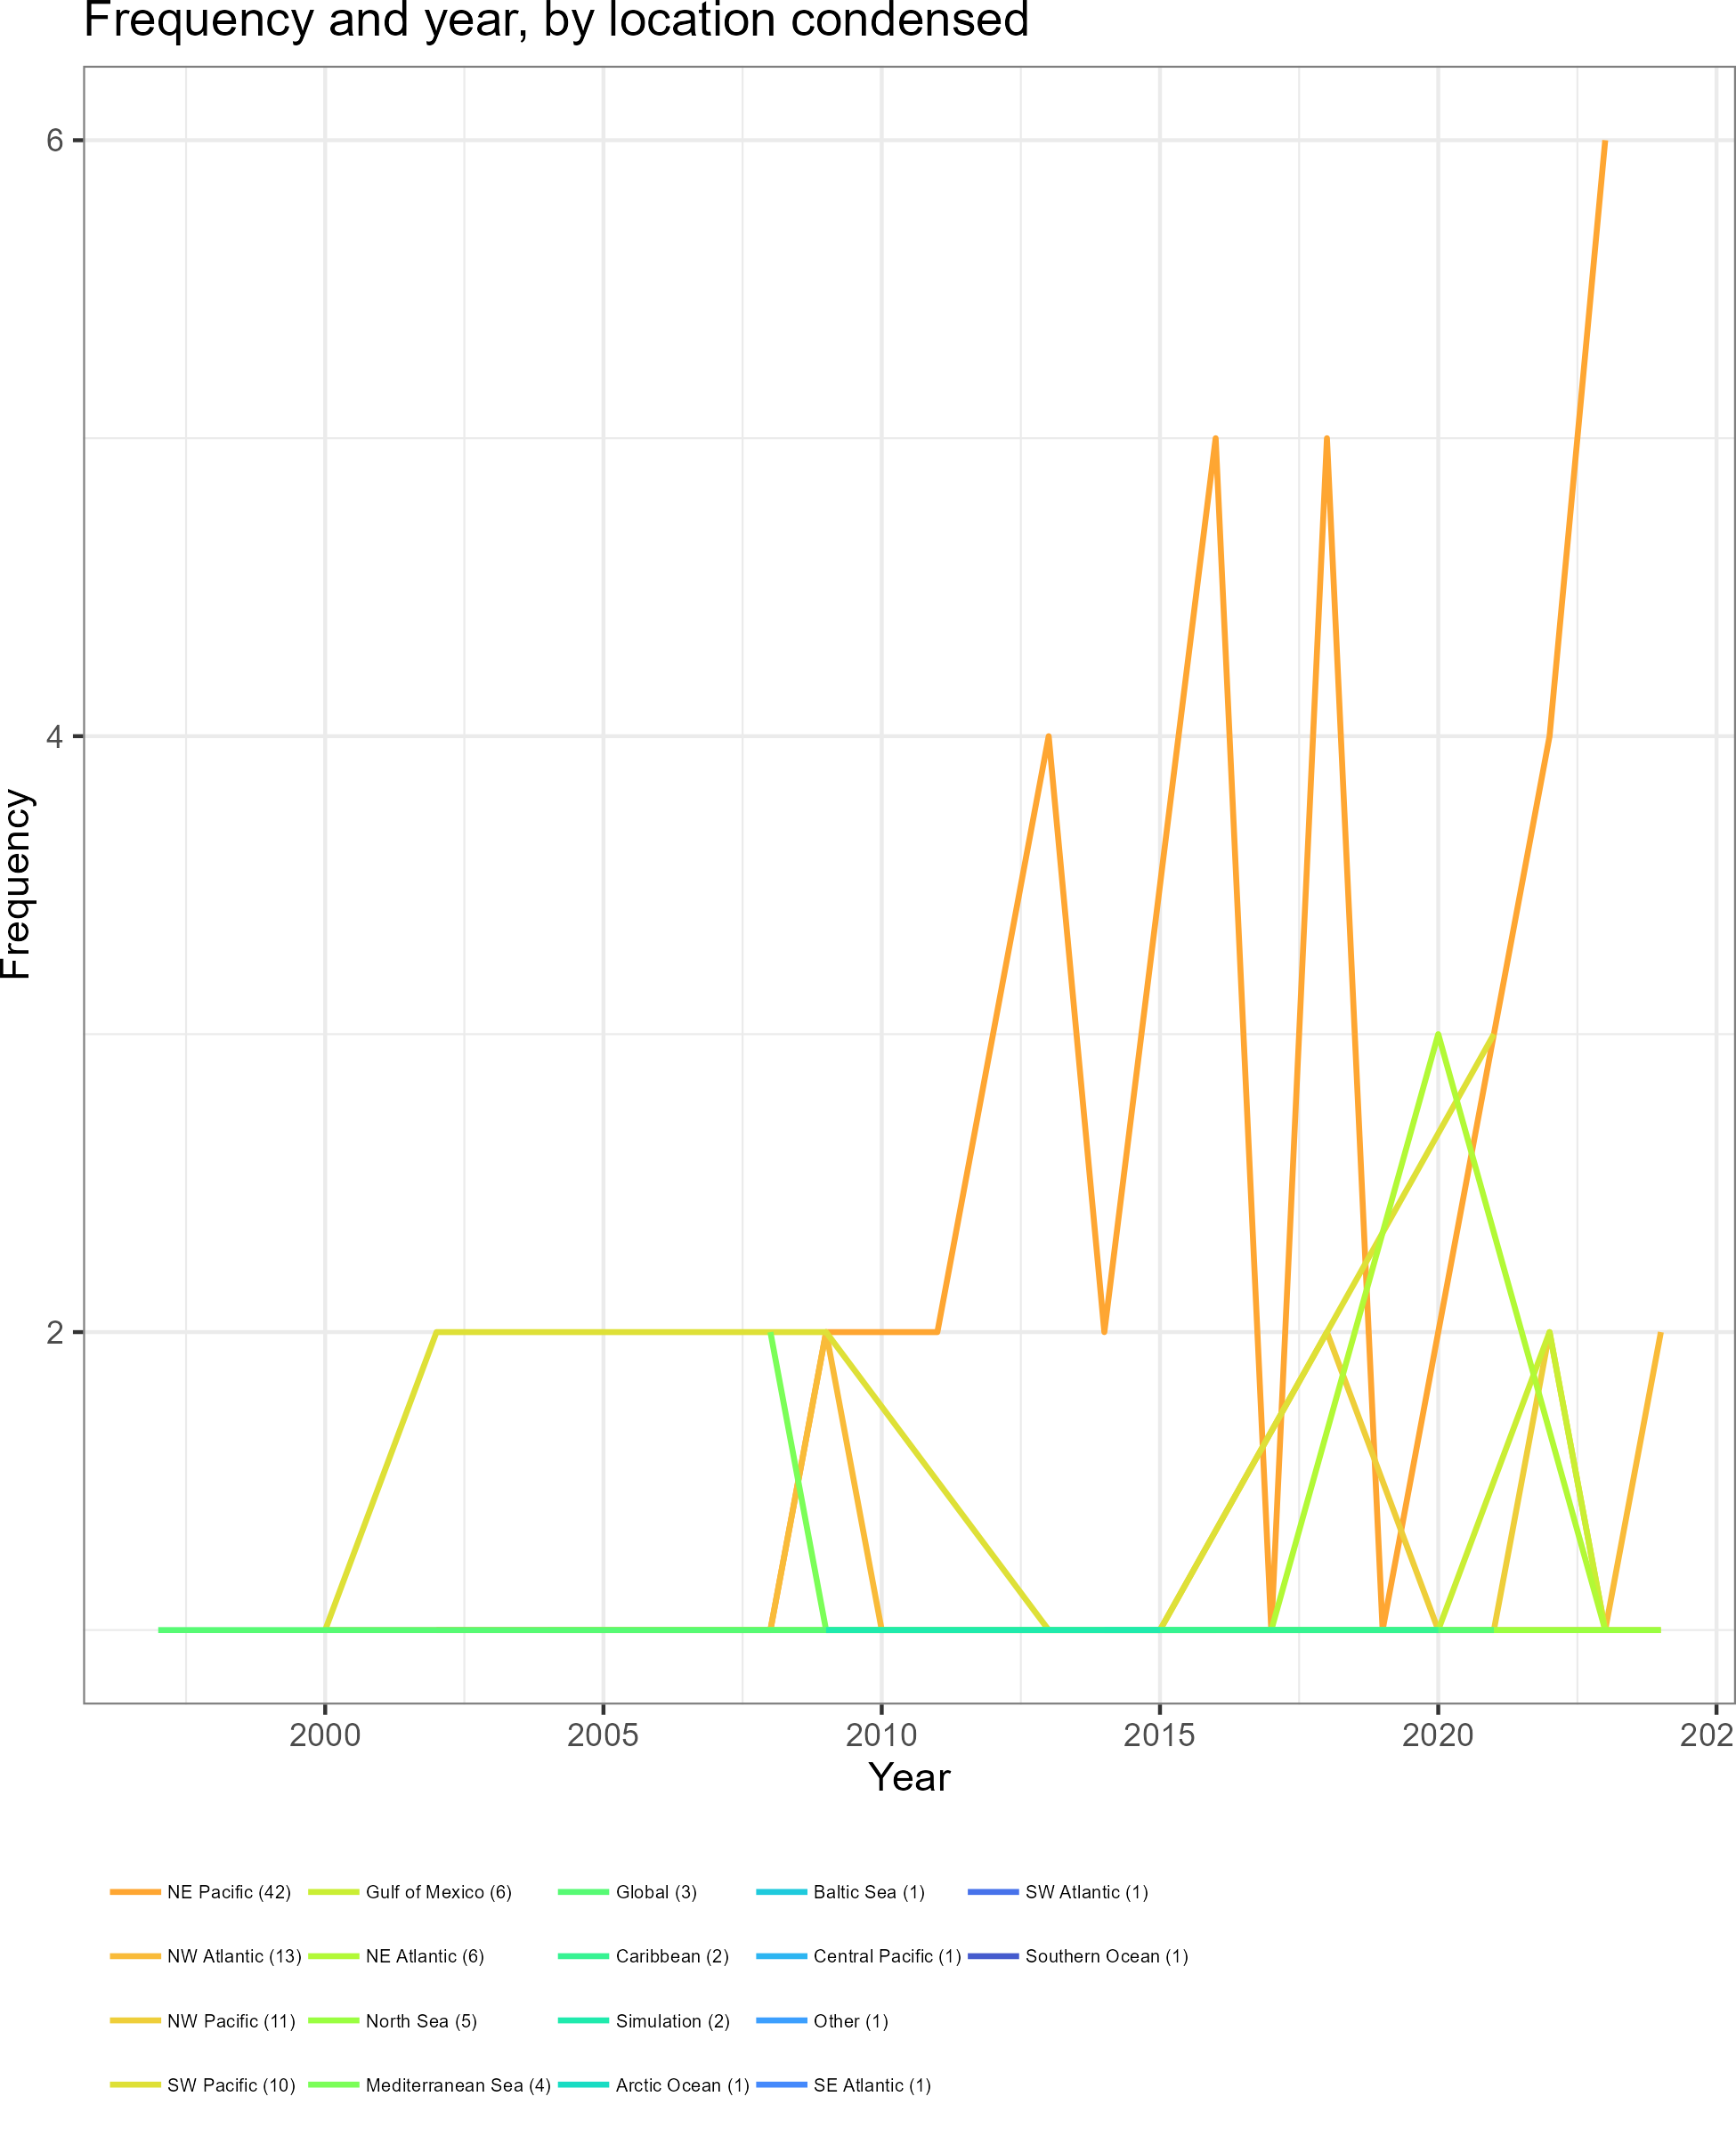 Frequency and year, by location condensed
6
4
2
Frequency
2000 2005 2010 2015 2020 202
Year
NE Pacific (42) Gulf of Mexico (6) Global (3) Baltic Sea (1) SW Atlantic (1)
NW Atlantic (13) NE Atlantic (6) Caribbean (2) Central Pacific (1) Southern Ocean (1)
NW Pacific (11) North Sea (5) Simulation (2) Other (1)
SW Pacific (10) Mediterranean Sea (4) Arctic Ocean (1) SE Atlantic (1)